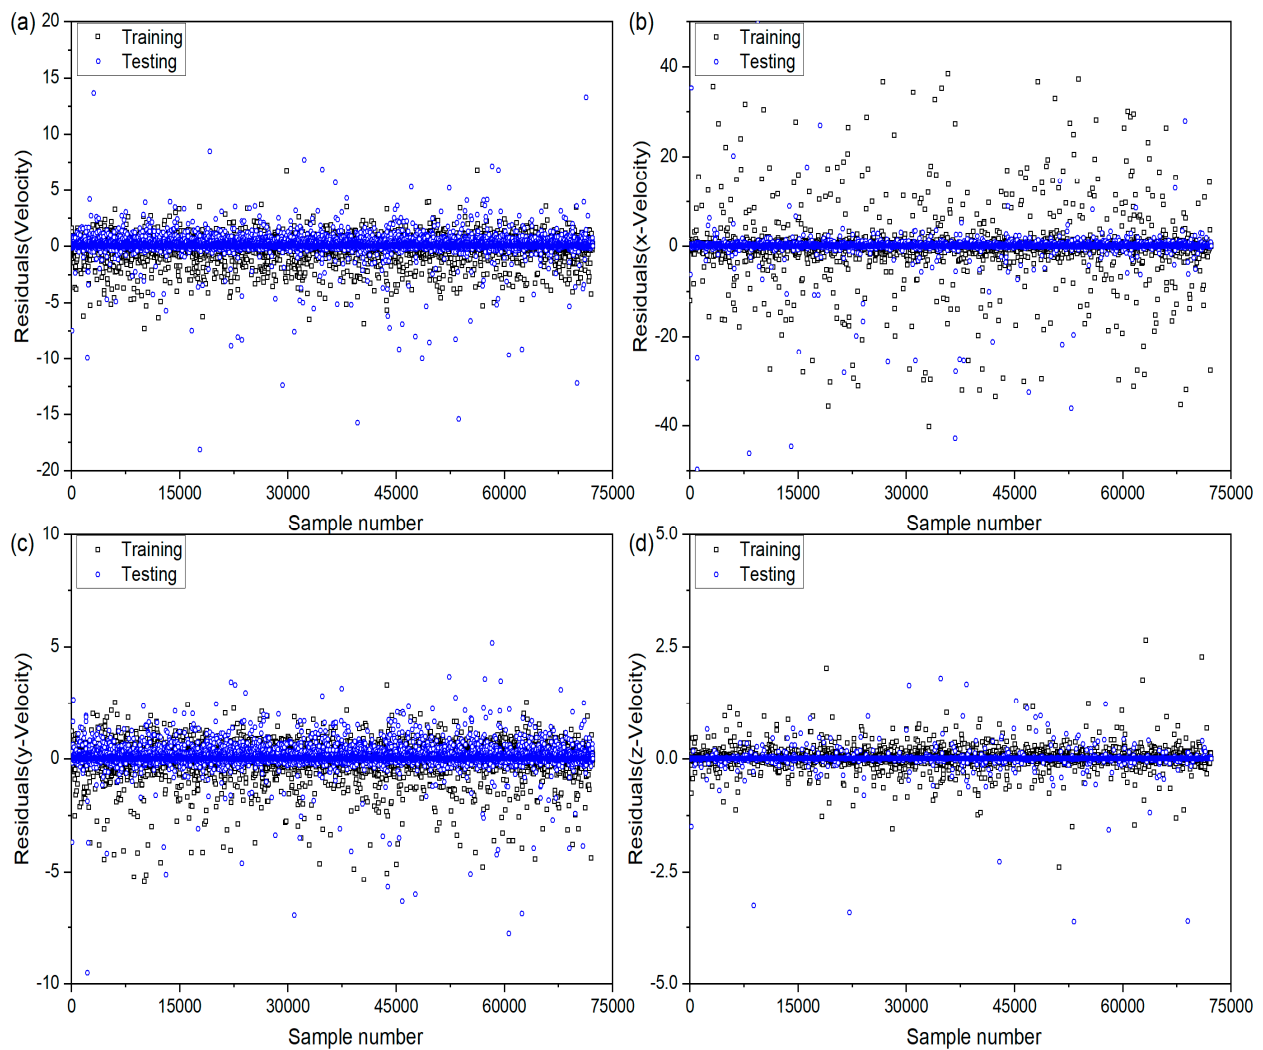 (a)
Training
Testing
Residuals(Velocity)
20
15
10
5
0
-5
-10
-15
-20
0 15000 30000 45000 60000 75000
Sample number
(b)
Training
Testing
Residuals(x-Velocity)
40
20
0
-20
-40
0 15000 30000 45000 60000 75000
Sample number
(c)
Training
Testing
Residuals(y-Velocity)
10
5
0
-5
-10
0 15000 30000 45000 60000 75000
Sample number
(d)
Training
Testing
Residuals(z-Velocity)
5.0
2.5
0.0
-2.5
-5.0
0 15000 30000 45000 60000 75000
Sample number